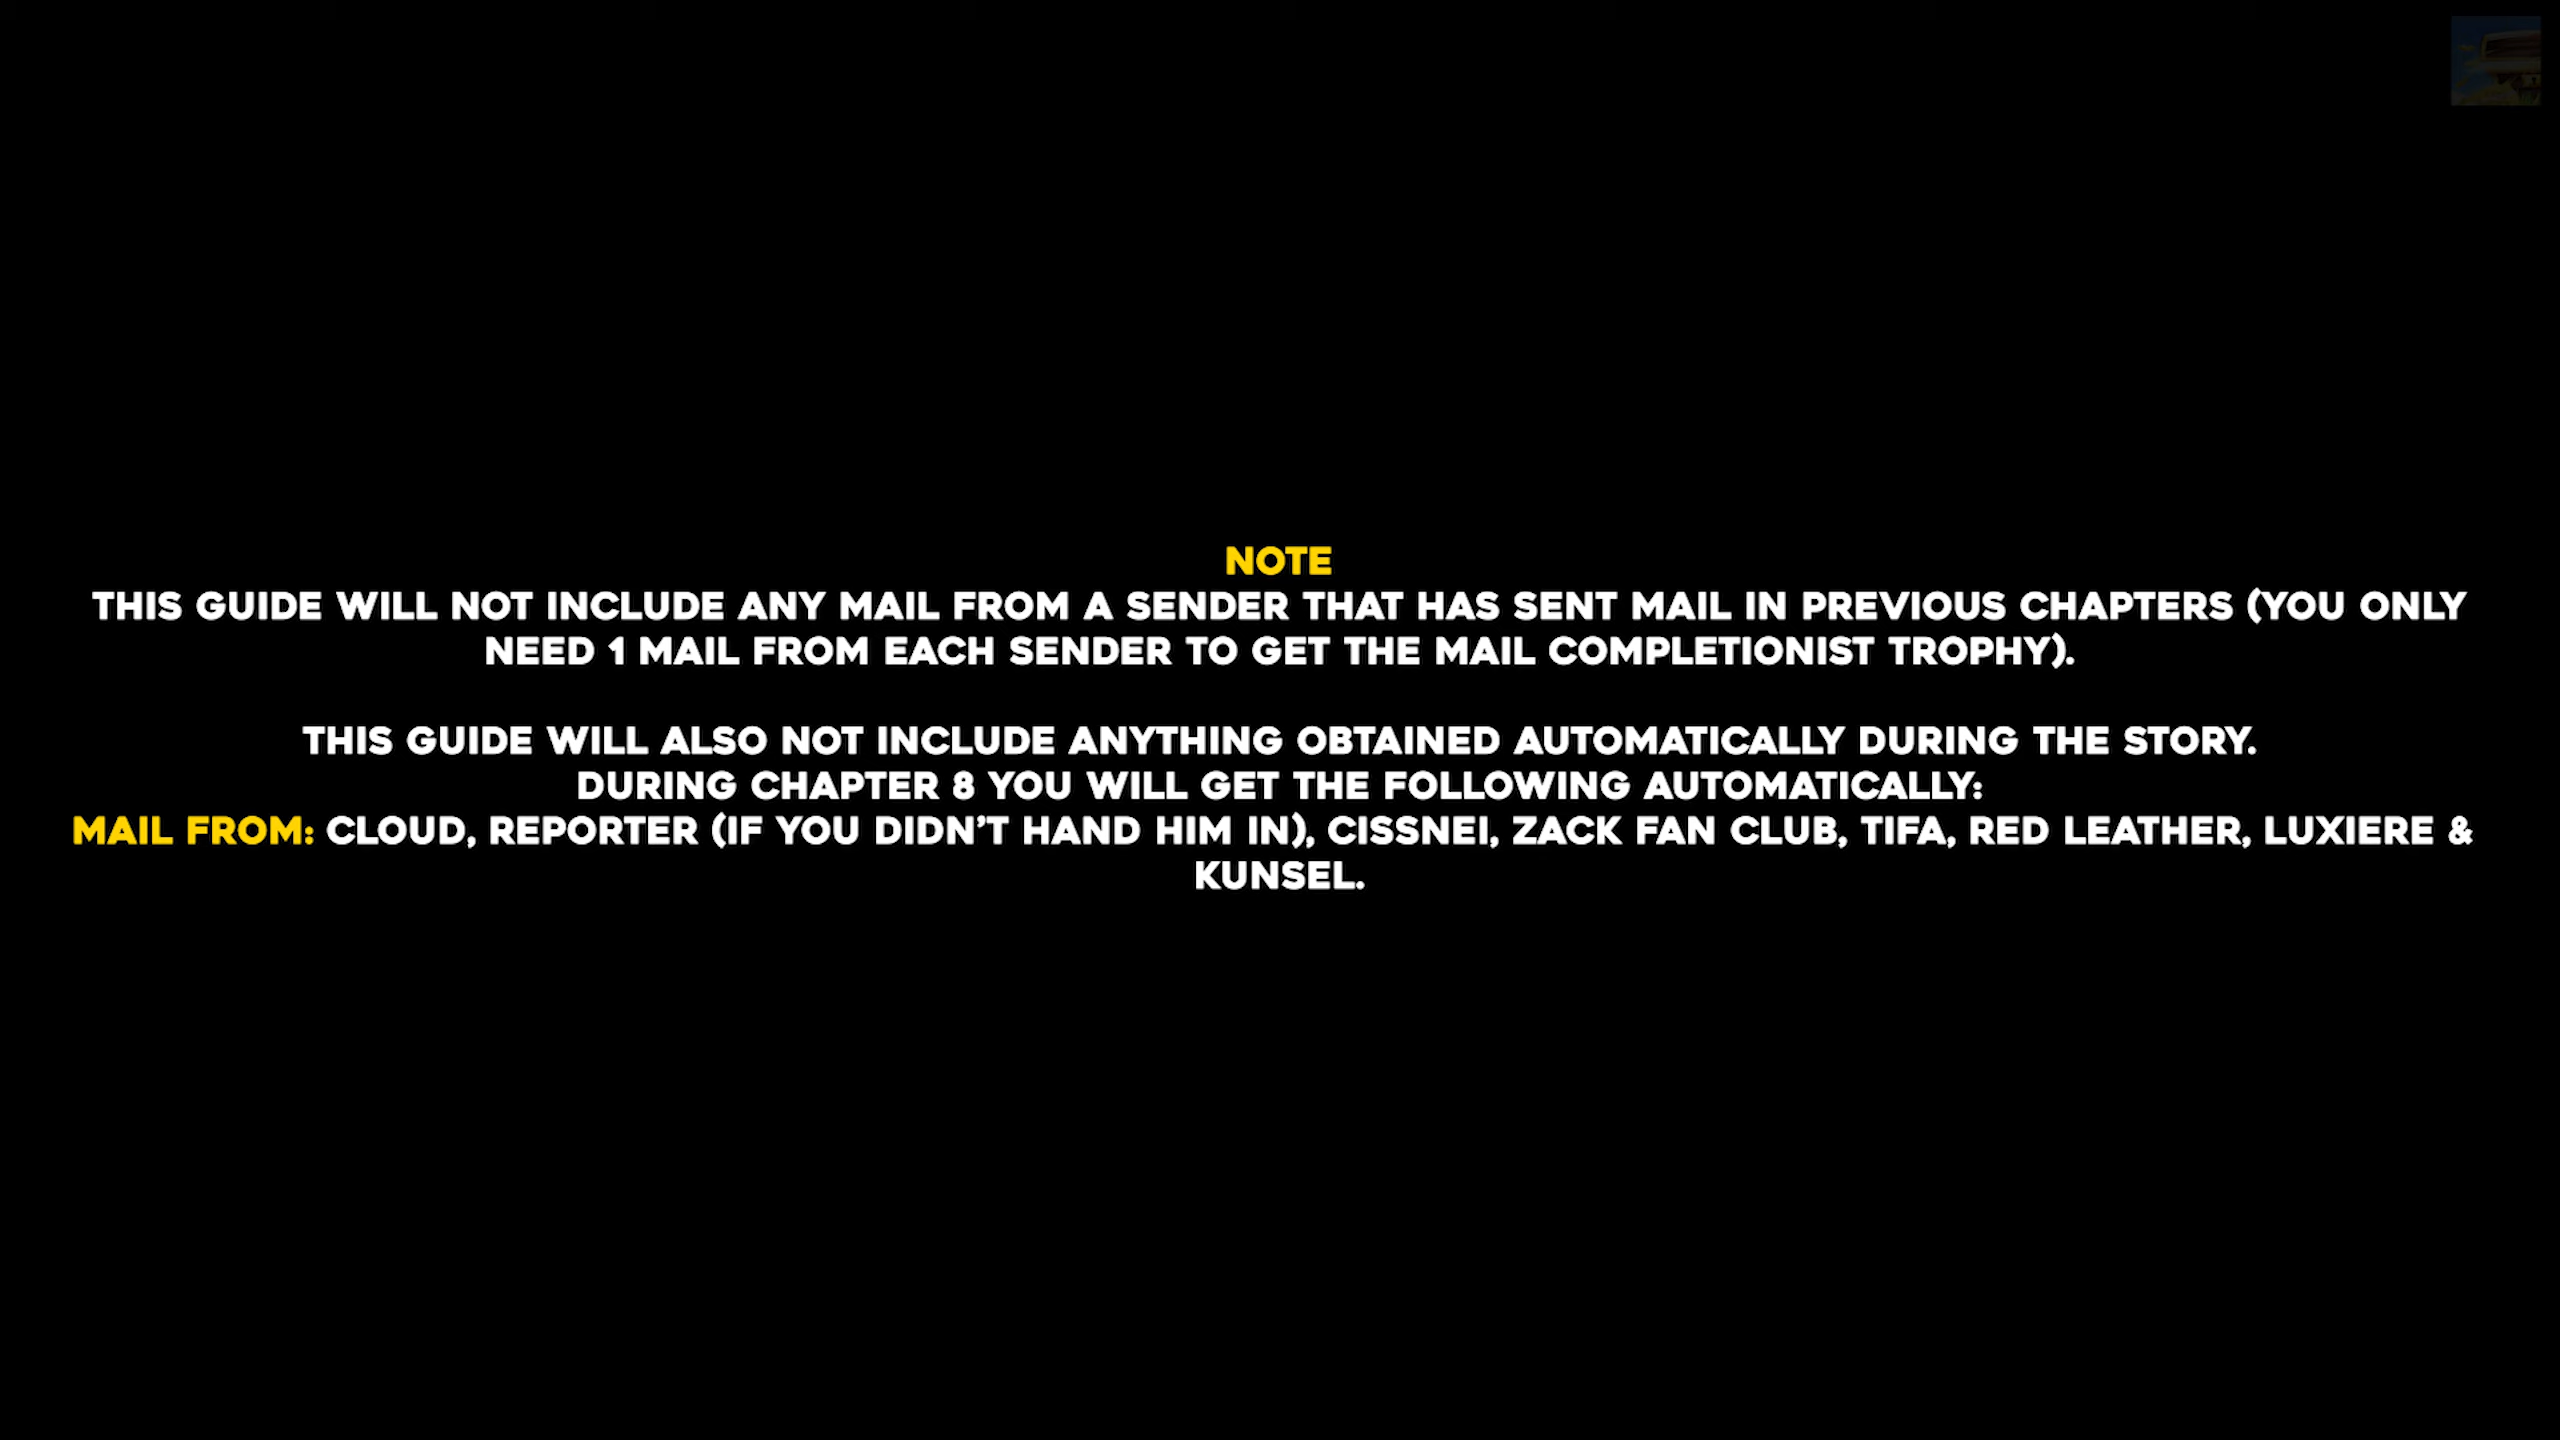 NOTE
THIS GUIDE WILL NOT INCLUDE ANY MAIL FROM A SENDER THAT HAS SENT MAIL IN PREVIOUS CHAPTERS (YOU ONLY
NEED 1 MAIL FROM EACH SENDER TO GET THE MAIL COMPLETIONIST TROPHY).
THIS GUIDE WILL ALSO NOT INCLUDE ANYTHING OBTAINED AUTOMATICALLY DURING THE STORY.
DURING CHAPTER 8 YOU WILL GET THE FOLLOWING AUTOMATICALLY:
MAIL FROM: CLOUD, REPORTER (IF YOU DIDN'T HAND HIM IN), CISSNEI, ZACK FAN CLUB, TIFA, RED LEATHER, LUXIERE &
KUNSEL.